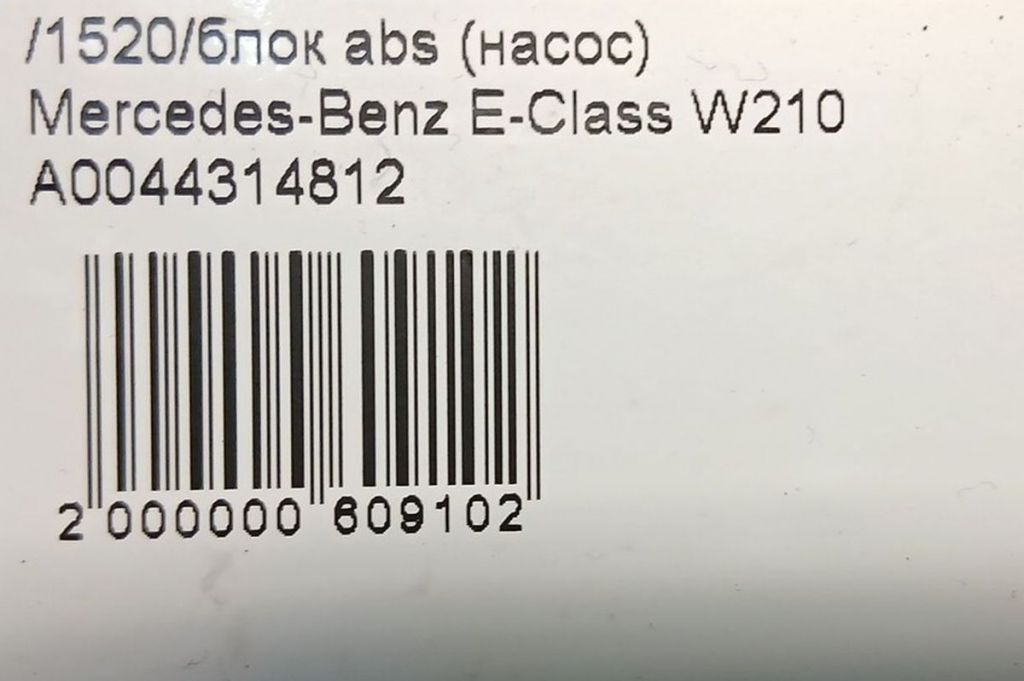 /1520/блок abs (насос)
Mercedes-Benz E-Class W210
A0044314812
2 000000 609102